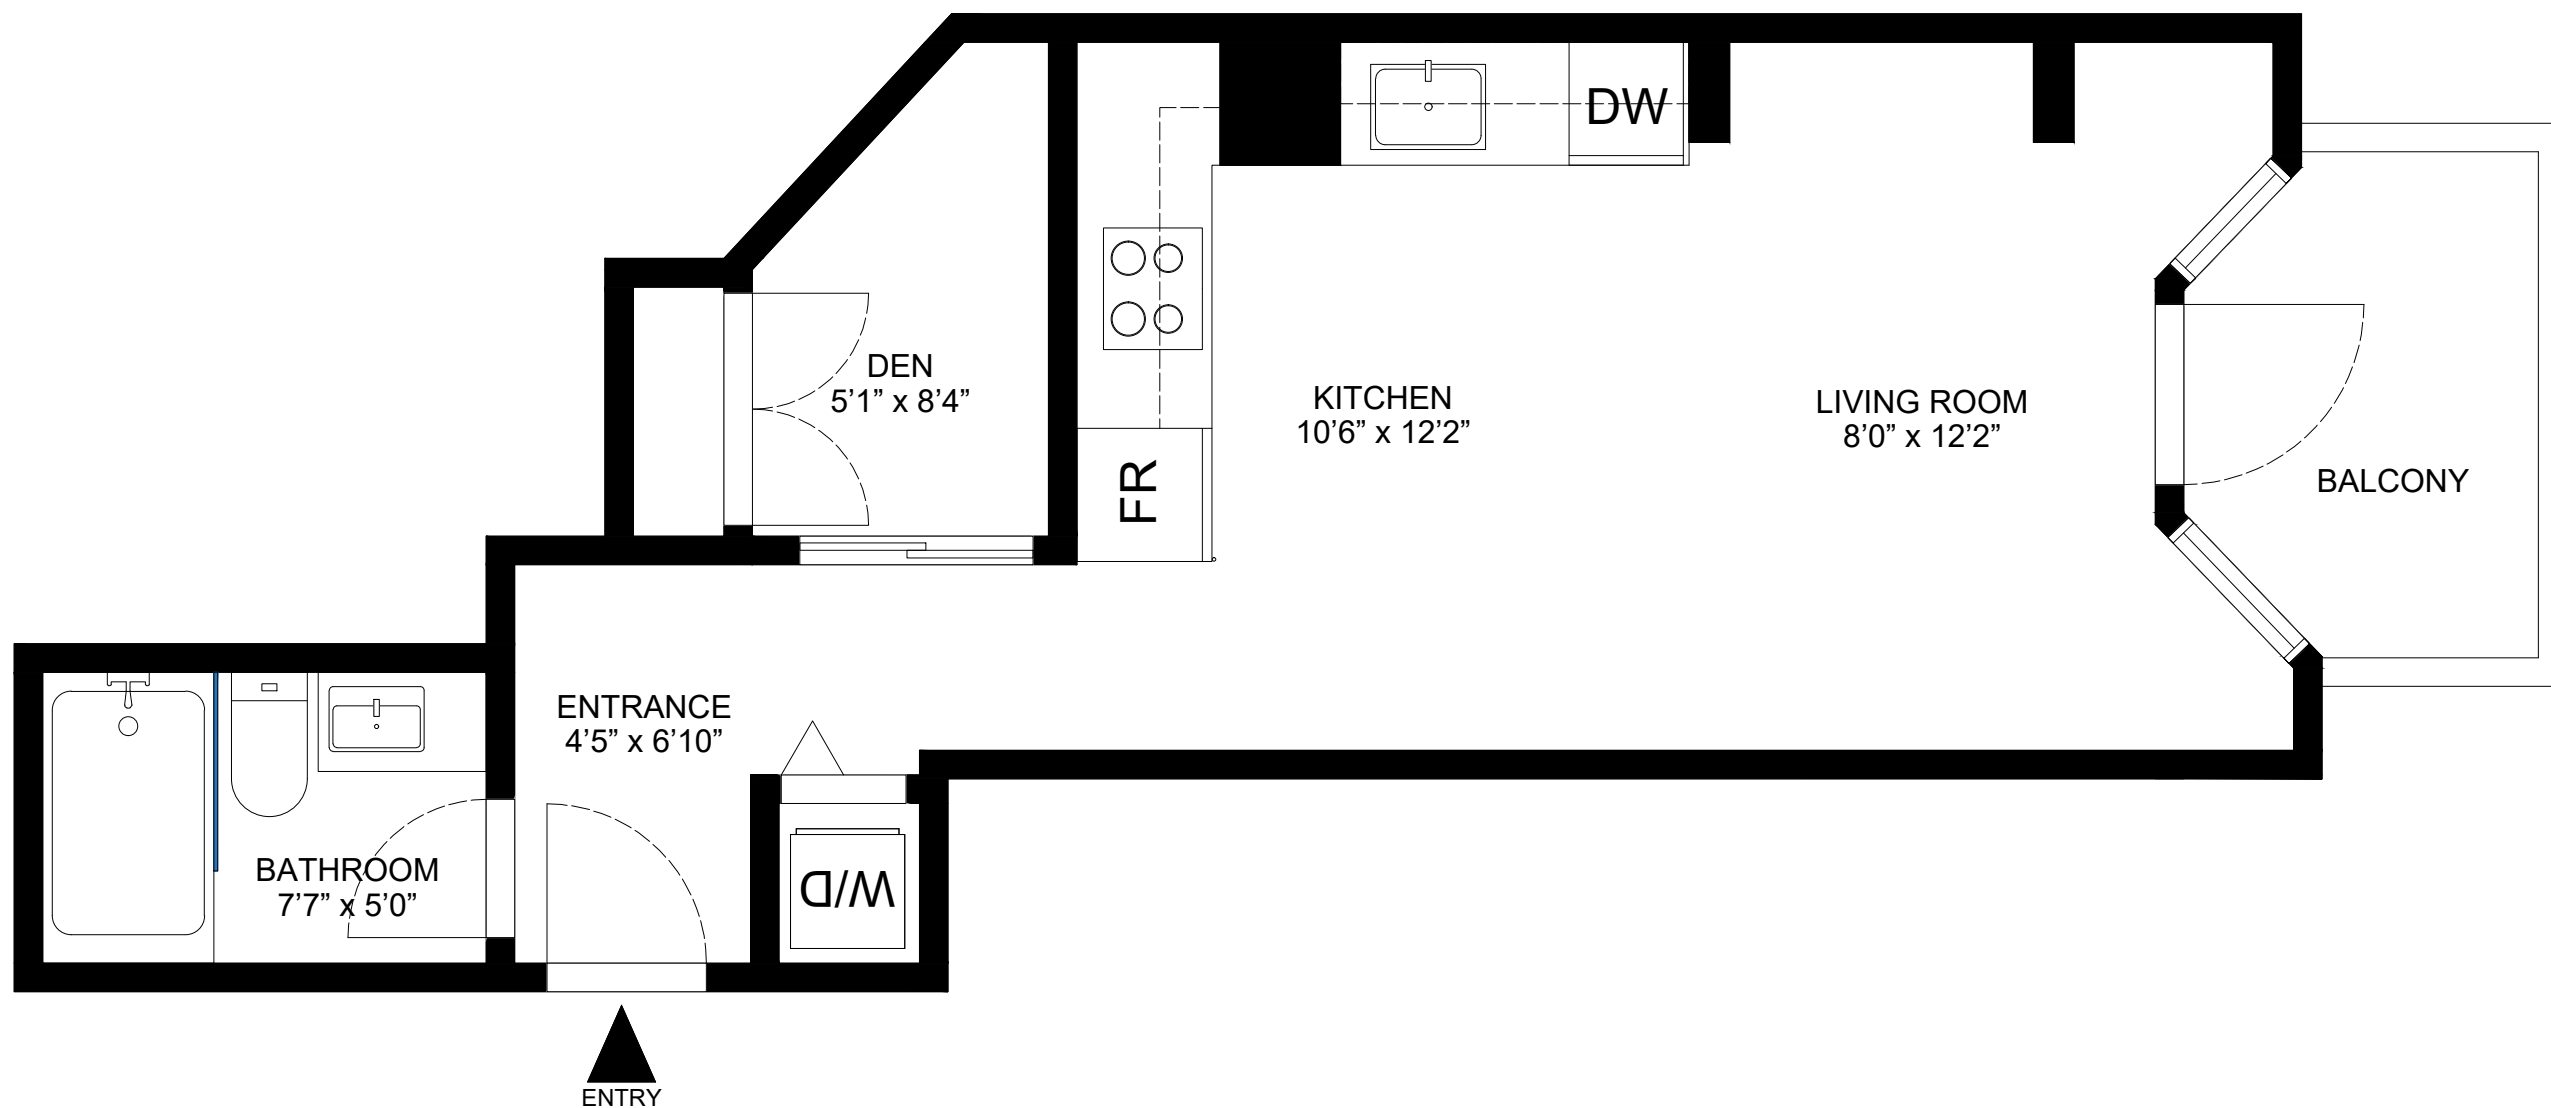 DW
DEN
5’1” x 8’4”
KITCHEN
10’6” x 12’2”
LIVING ROOM
8’0” x 12’2”
FR
BALCONY
ENTRANCE
4’5” x 6’10”
BATHROOM
7’7” x 5’0”
W/D
ENTRY